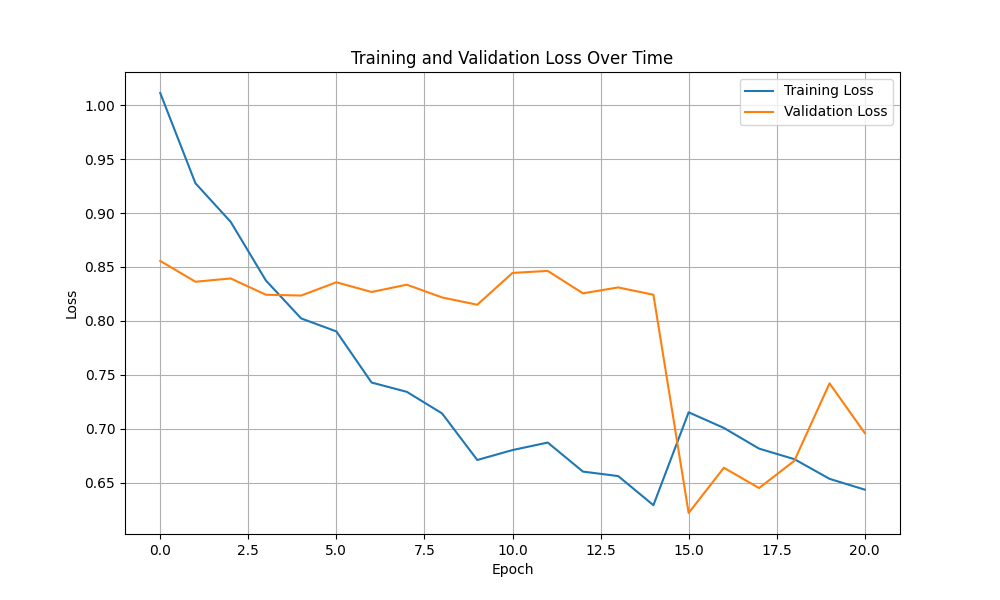 Training and Validation Loss Over Time
Training Loss
Validation Loss
1.00
0.95
0.90
0.85
0.80
0.75
0.70
0.65
Loss
0.0 2.5 5.0 7.5 10.0 12.5 15.0 17.5 20.0
Epoch